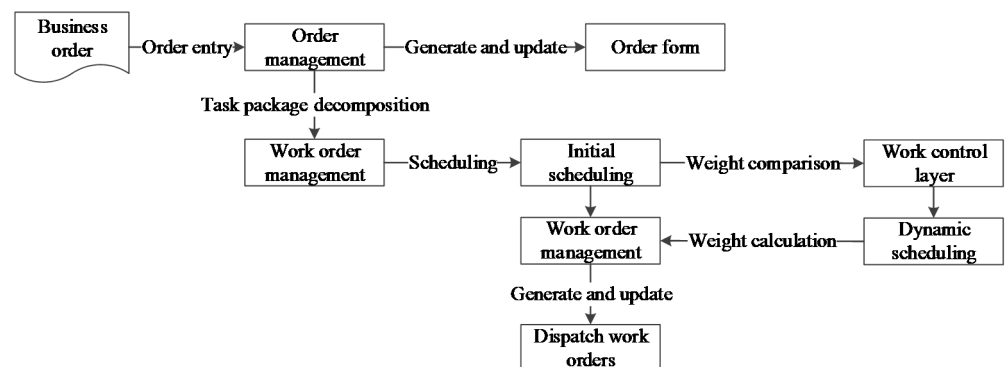 Business
order
Order entry
Order
management
Generate and update
Order form
Task package decomposition
Work order
management
Scheduling
Initial
scheduling
Weight comparison
Work control
layer
Work order
management
Weight calculation
Dynamic
scheduling
Generate and update
Dispatch work
orders